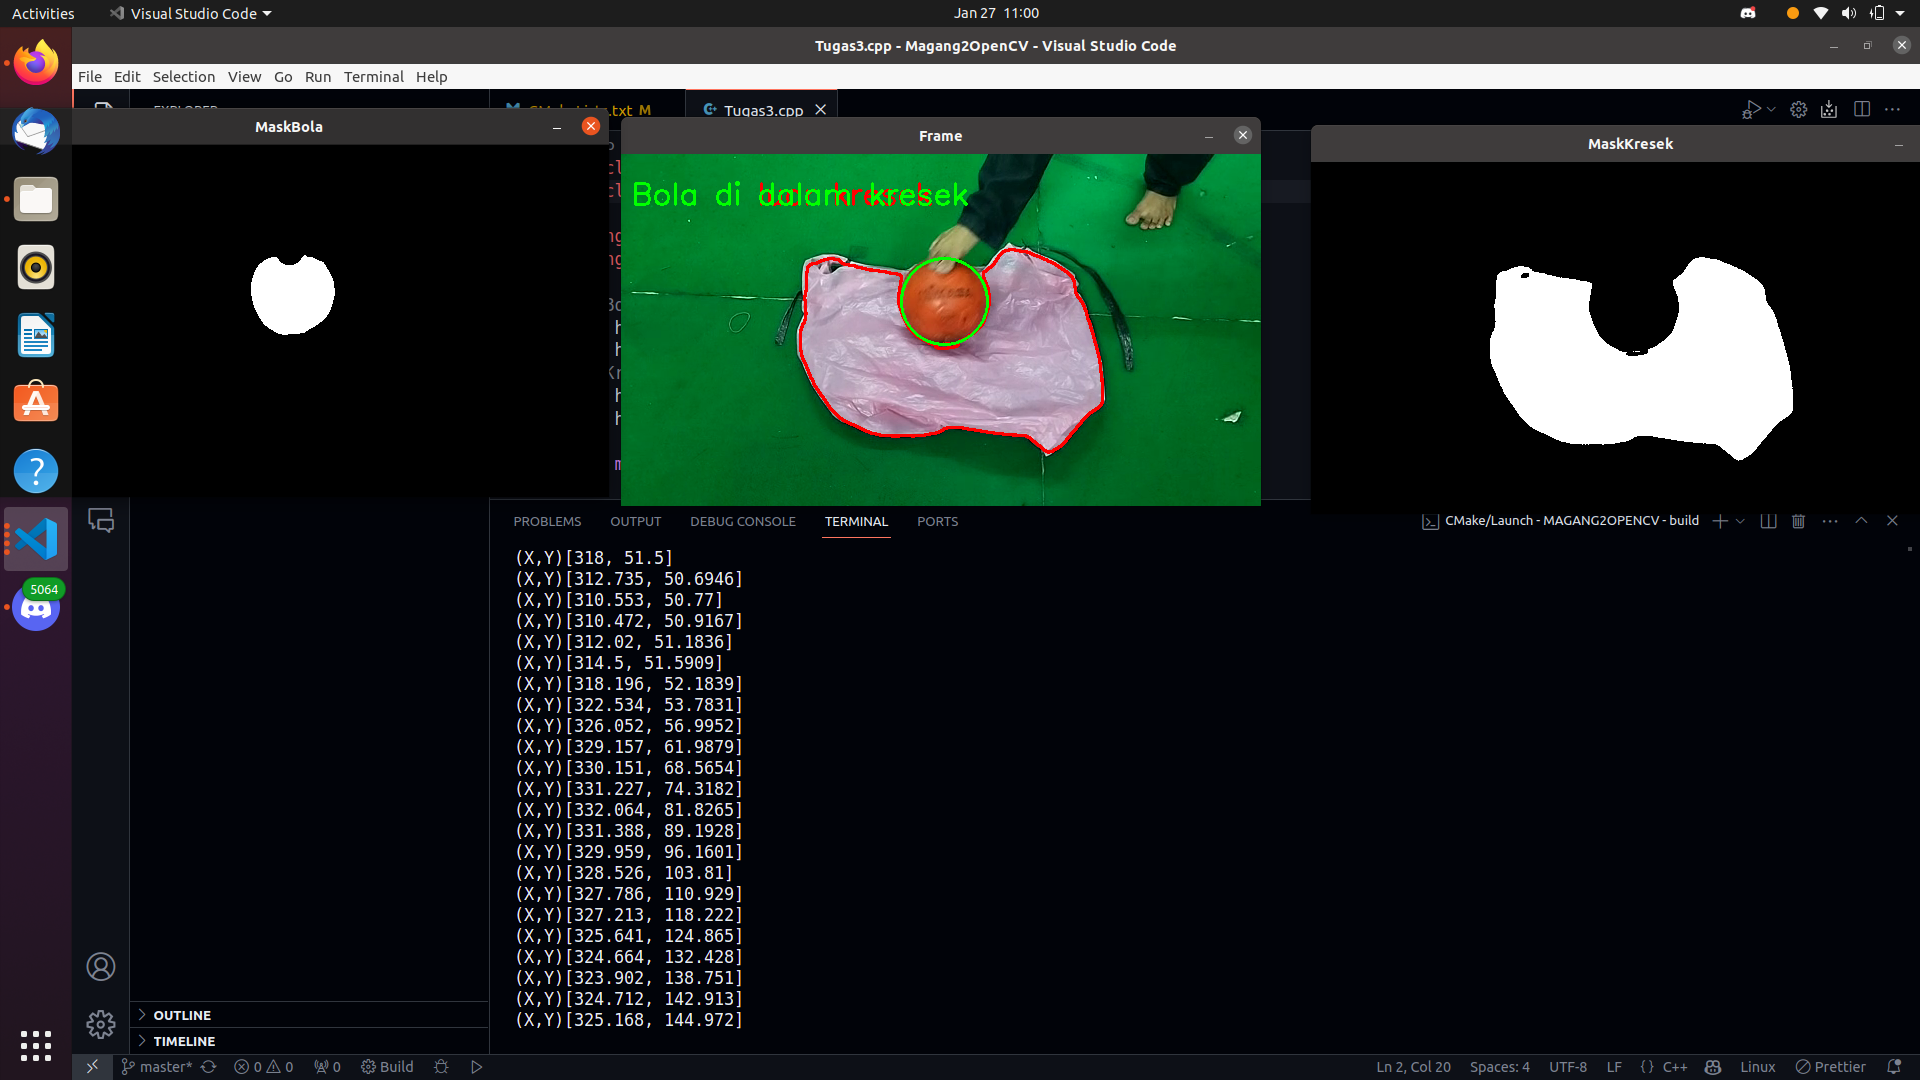 Activities Visual Studio Code Jan 27 11:00
Tugas3.cpp - Magang2OpenCV - Visual Studio Code
File Edit Selection View Go Run Terminal Help
Tugas3.cpp
MaskBola
Frame
MaskKresek
Bola di dalam kresek
5064
PROBLEMS OUTPUT DEBUG CONSOLE TERMINAL PORTS
CMake/Launch - MAGANG2OPENCV - build
(X,Y)[318, 51.5]
(X,Y)[312.735, 50.6946]
(X,Y)[310.553, 50.77]
(X,Y)[310.472, 50.9167]
(X,Y)[312.02, 51.1836]
(X,Y)[314.5, 51.5909]
(X,Y)[318.196, 52.1839]
(X,Y)[322.534, 53.7831]
(X,Y)[326.052, 56.9952]
(X,Y)[329.157, 61.9879]
(X,Y)[330.151, 68.5654]
(X,Y)[331.227, 74.3182]
(X,Y)[332.064, 81.8265]
(X,Y)[331.388, 89.1928]
(X,Y)[329.959, 96.1601]
(X,Y)[328.526, 103.81]
(X,Y)[327.786, 110.929]
(X,Y)[327.213, 118.222]
(X,Y)[325.641, 124.865]
(X,Y)[324.664, 132.428]
(X,Y)[323.902, 138.751]
(X,Y)[324.712, 142.913]
(X,Y)[325.168, 144.972]
OUTLINE
TIMELINE
master* 0 0 0 Build Ln 2, Col 20 Spaces: 4 UTF-8 LF {} C++ Linux Prettier